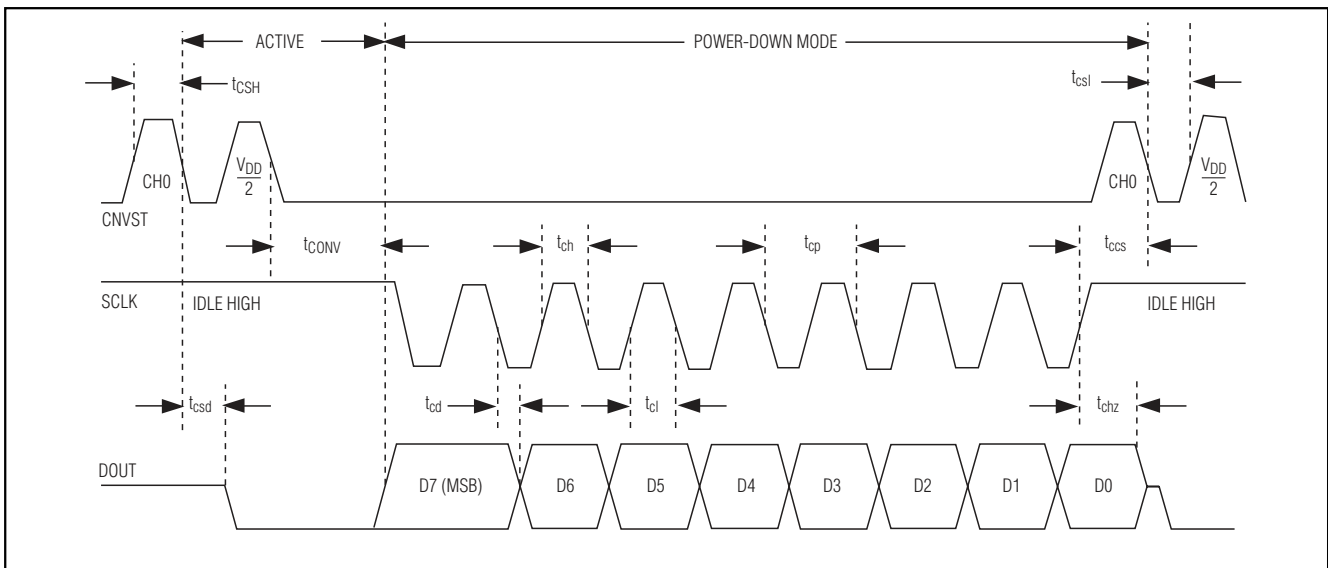 ACTIVE
POWER-DOWN MODE
tCSH
tcsl
CH0
VDD
2
CH0
VDD
2
CNVST
tCONV
tch
tcp
tccs
SCLK
IDLE HIGH
IDLE HIGH
tcsd
tcd
tcl
tchz
DOUT
D7 (MSB)
D6
D5
D4
D3
D2
D1
D0